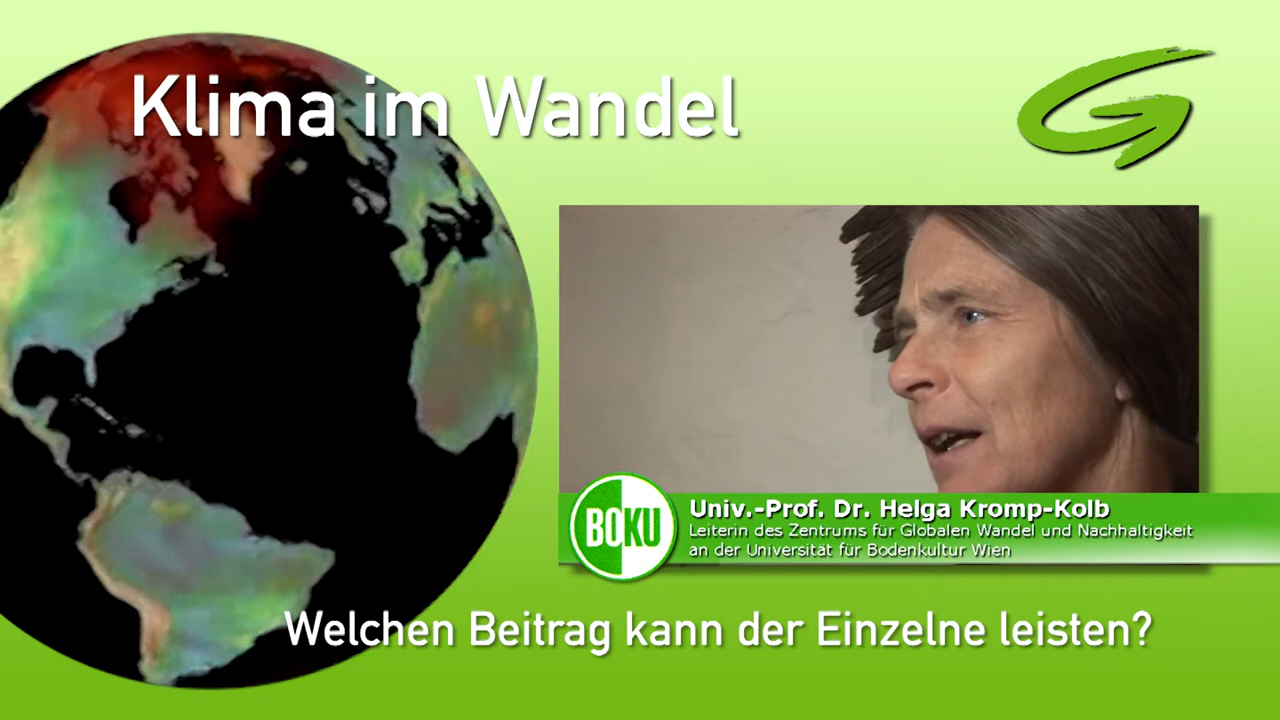 Klima im Wandel
G
BOKU
Univ.-Prof. Dr. Helga Kromp-Kolb
Leiterin des Zentrums für Globalen Wandel und Nachhaltigkeit
an der Universität für Bodenkultur Wien
Welchen Beitrag kann der Einzelne leisten?